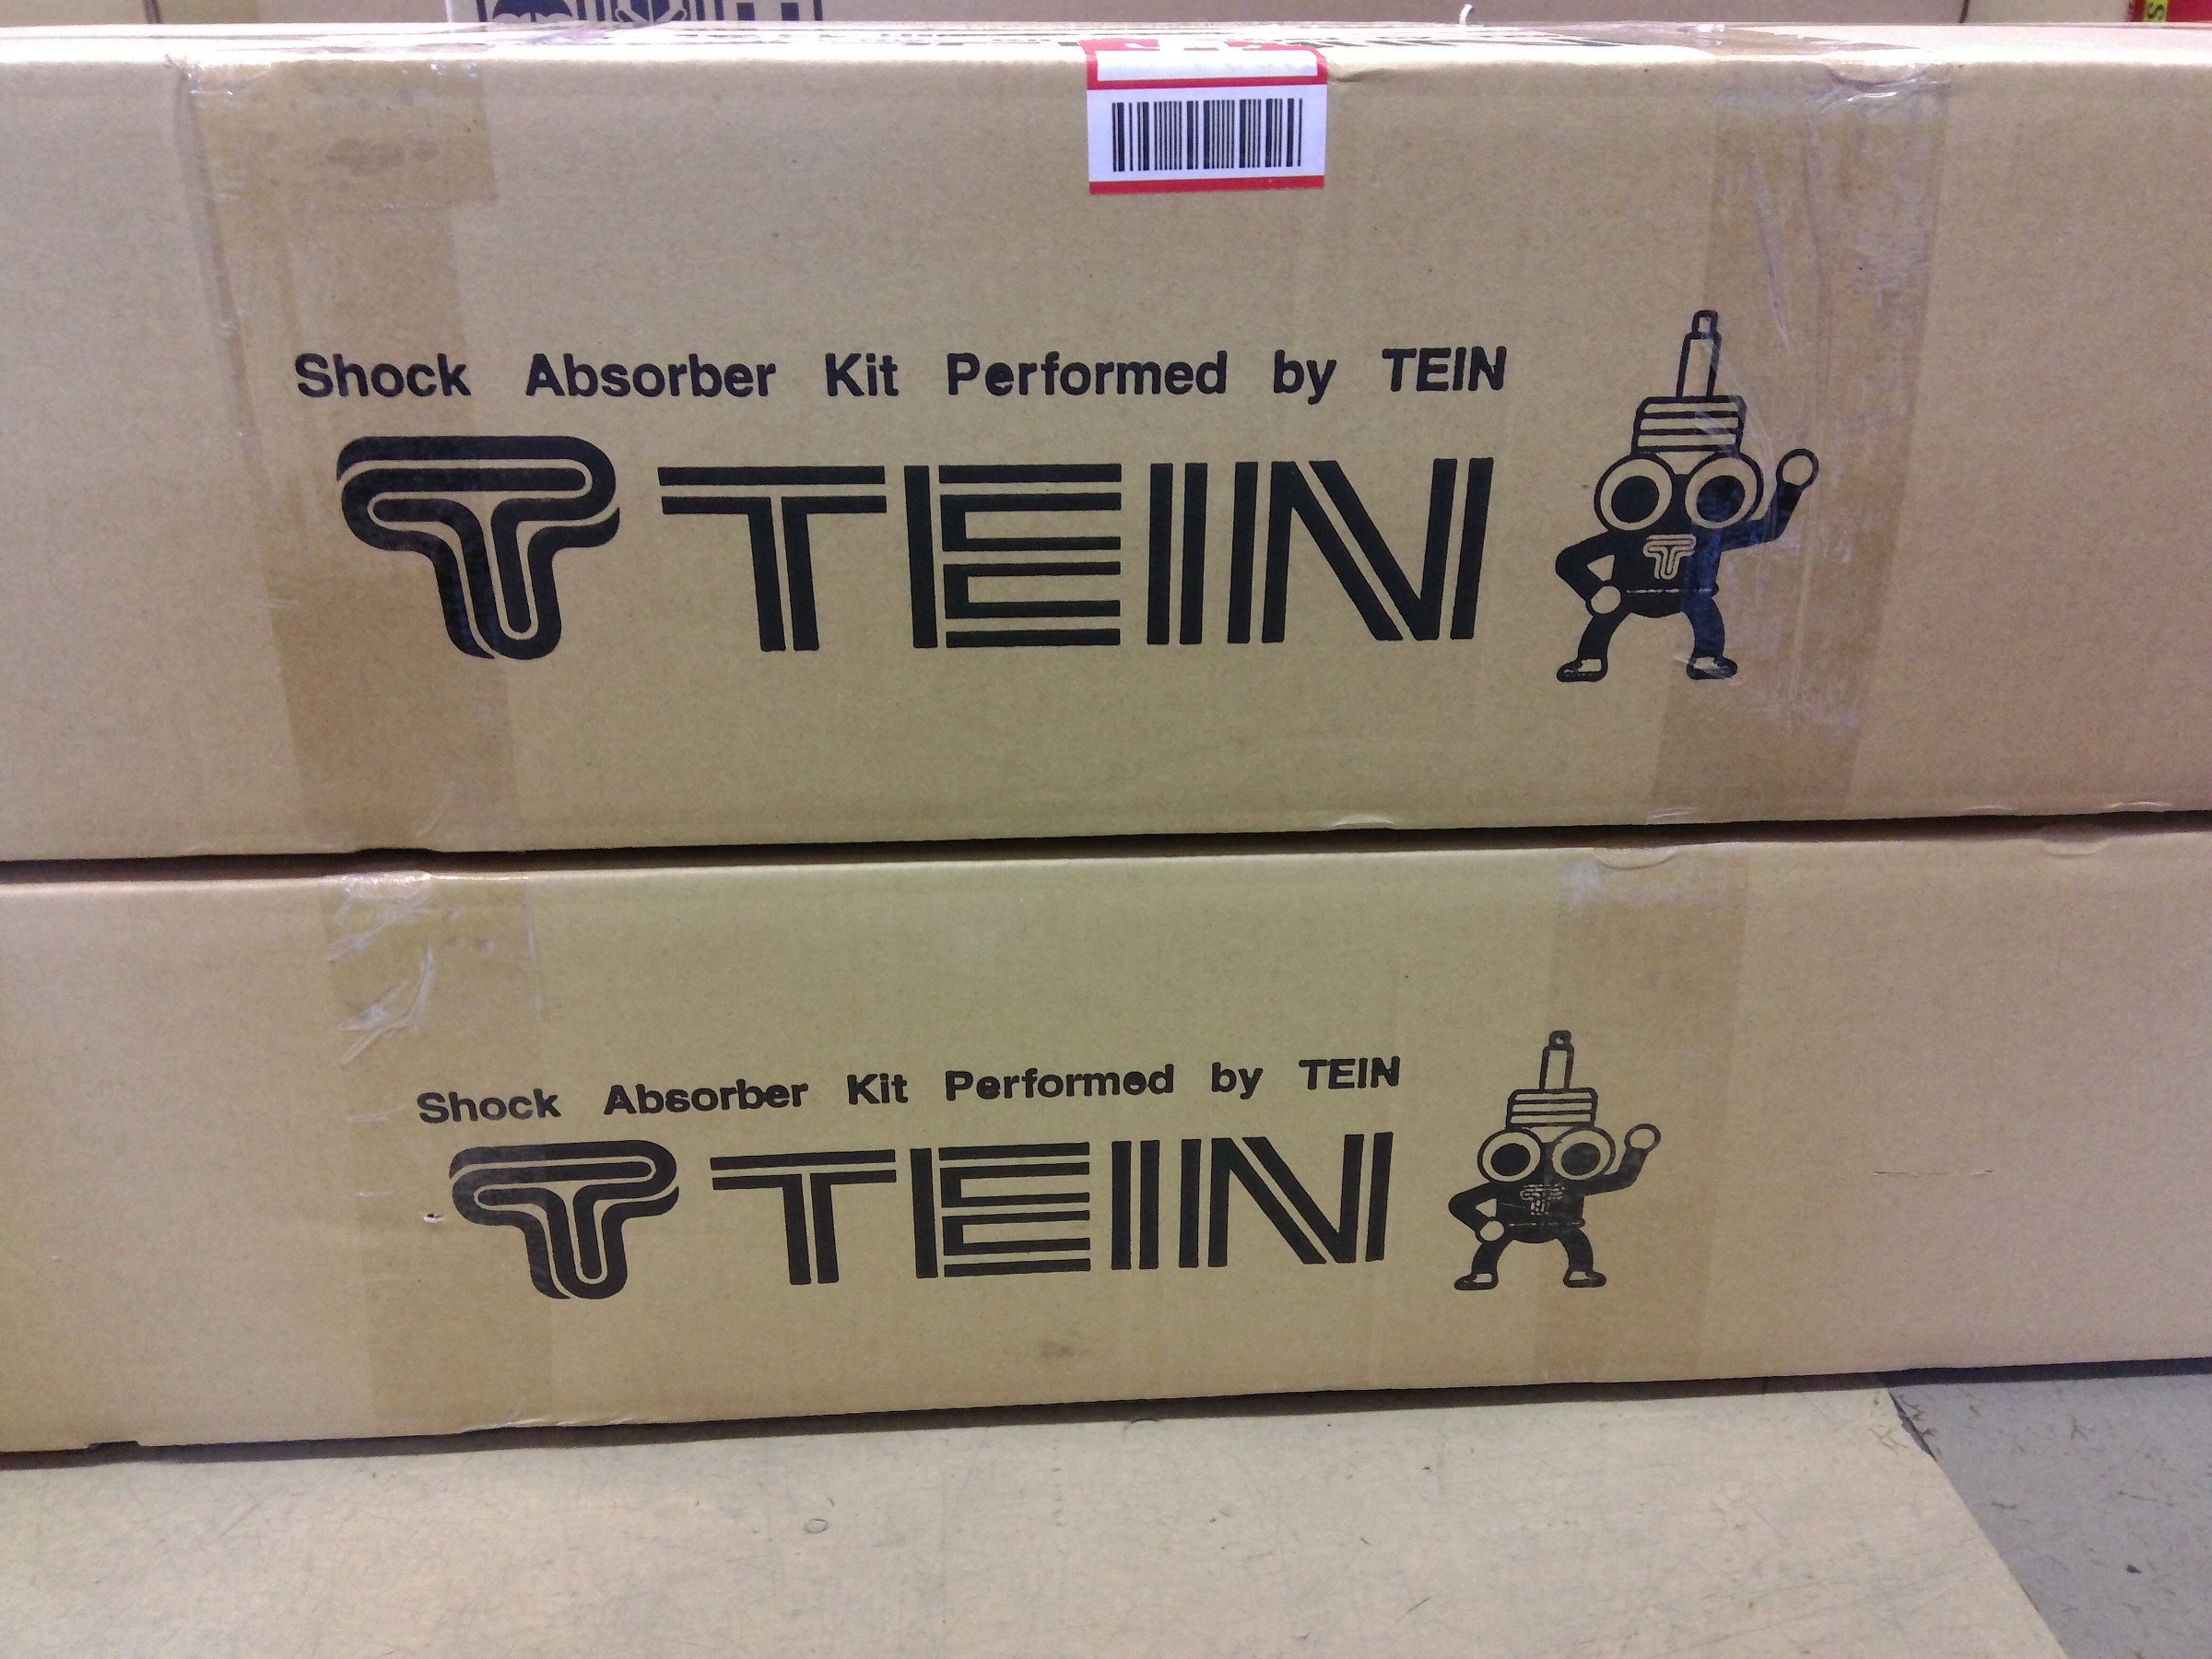 Shock Absorber Kit Performed by TEIN
T TEIN
Shock Absorber Kit Performed by TEIN
T TEIN